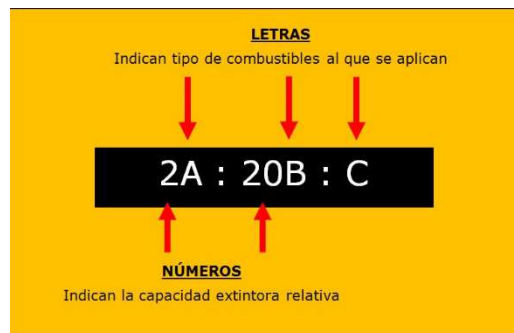 LETRAS
Indican tipo de combustibles al que se aplican
2A : 20B : C
NÚMEROS
Indican la capacidad extintora relativa